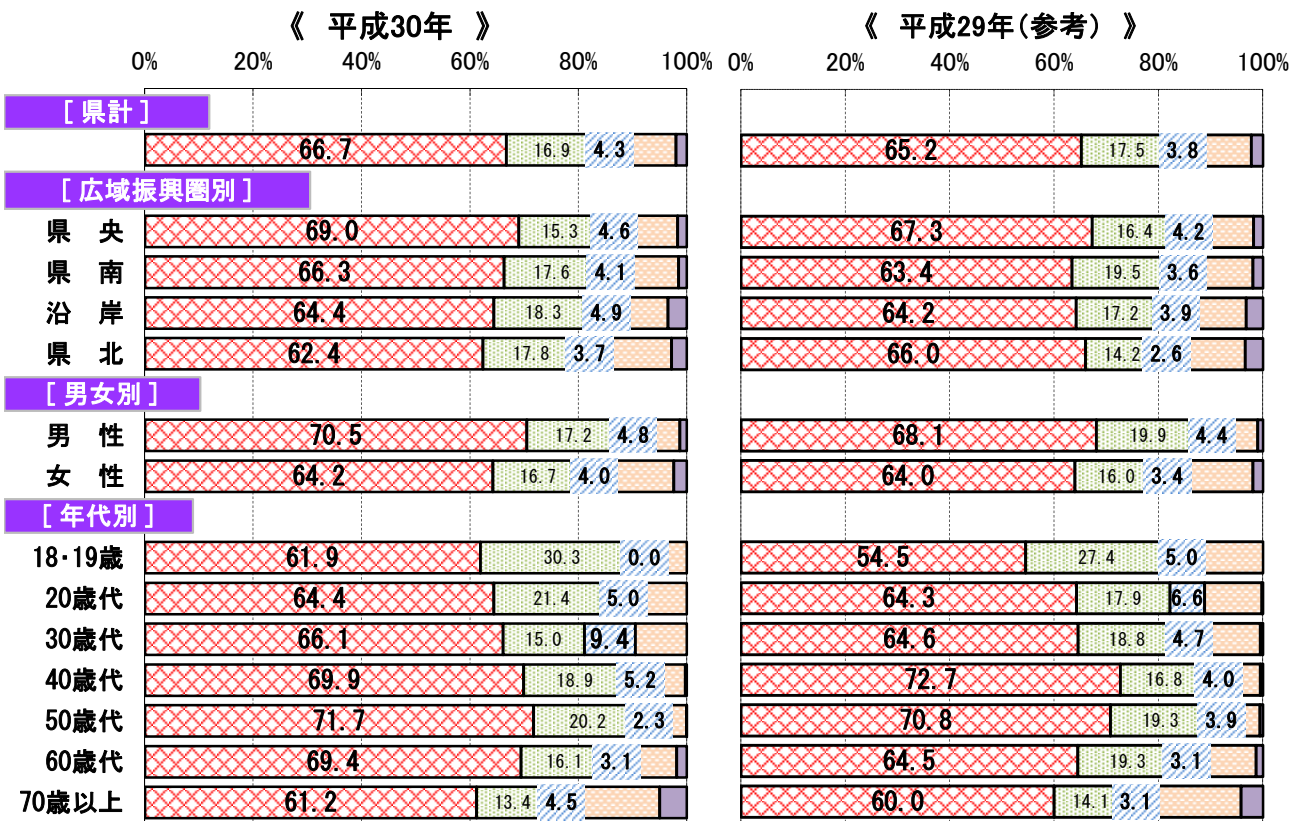 《 平成30年 》 《 平成29年(参考) 》
0% 20% 40% 60% 80% 100% 0% 20% 40% 60% 80% 100%
[ 県計 ]
66.7 16.9 4.3 65.2 17.5 3.8
[ 広域振興圏別 ]
県 央 69.0 15.3 4.6 67.3 16.4 4.2
県 南 66.3 17.6 4.1 63.4 19.5 3.6
沿 岸 64.4 18.3 4.9 64.2 17.2 3.9
県 北 62.4 17.8 3.7 66.0 14.2 2.6
[ 男女別 ]
男 性 70.5 17.2 4.8 68.1 19.9 4.4
女 性 64.2 16.7 4.0 64.0 16.0 3.4
[ 年代別 ]
18・19歳 61.9 30.3 0.0 54.5 27.4 5.0
20歳代 64.4 21.4 5.0 64.3 17.9 6.6
30歳代 66.1 15.0 9.4 64.6 18.8 4.7
40歳代 69.9 18.9 5.2 72.7 16.8 4.0
50歳代 71.7 20.2 2.3 70.8 19.3 3.9
60歳代 69.4 16.1 3.1 64.5 19.3 3.1
70歳以上 61.2 13.4 4.5 60.0 14.1 3.1